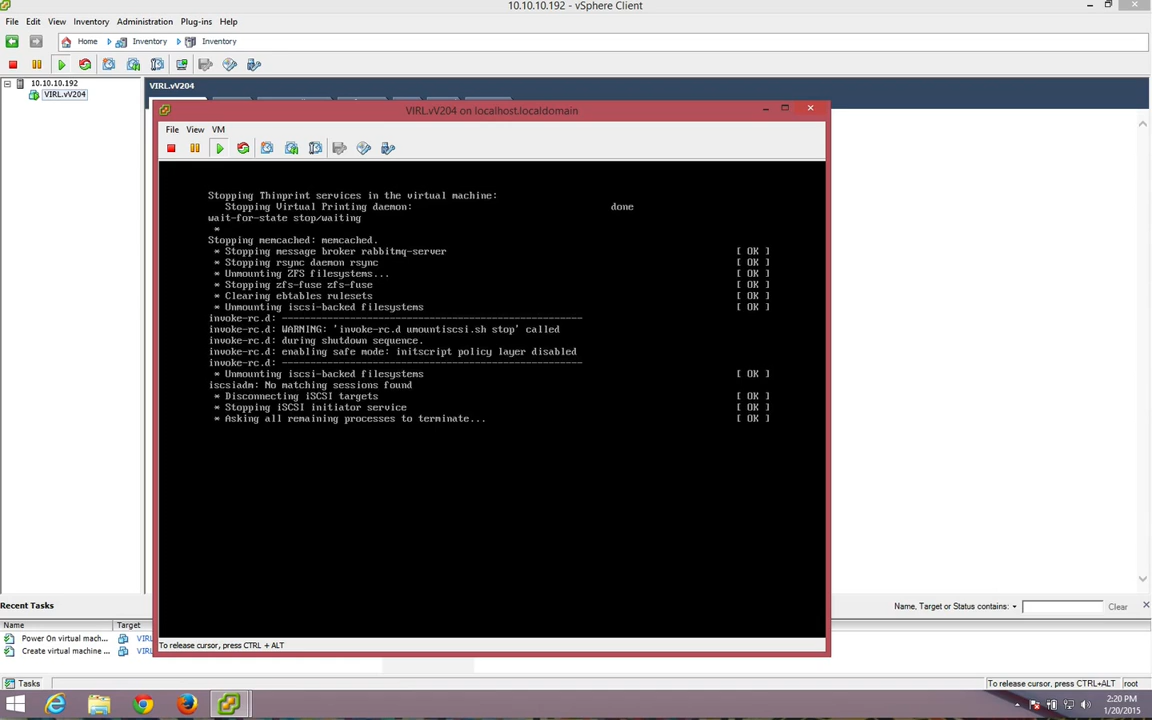 10.10.10.192 - vSphere Client
File Edit View Inventory Administration Plug-ins Help
Home Inventory Inventory
10.10.10.192
VIRL.vV204
VIRL.vV204
VIRL.vV204 on localhost.localdomain
File View VM
Stopping Thinprint services in the virtual machine:
Stopping Virtual Printing daemon: done
wait-for-state stop/waiting
*
Stopping memcached: memcached.
* Stopping message broker rabbitmq-server [ OK ]
* Stopping rsync daemon rsync [ OK ]
* Unmounting ZFS filesystems... [ OK ]
* Stopping zfs-fuse zfs-fuse [ OK ]
* Clearing ebtables rulesets [ OK ]
* Unmounting iscsi-backed filesystems [ OK ]
invoke-rc.d: -----------------------------------------------------
invoke-rc.d: WARNING: 'invoke-rc.d umountiscsi.sh stop' called
invoke-rc.d: during shutdown sequence.
invoke-rc.d: enabling safe mode: initscript policy layer disabled
invoke-rc.d: -----------------------------------------------------
* Unmounting iscsi-backed filesystems [ OK ]
iscsiadm: No matching sessions found
* Disconnecting iSCSI targets [ OK ]
* Stopping iSCSI initiator service [ OK ]
* Asking all remaining processes to terminate... [ OK ]
To release cursor, press CTRL + ALT
Recent Tasks
Name, Target or Status contains: Clear
Name Target
Power On virtual mach... VIRL
Create virtual machine ... VIRL
Tasks
To release cursor, press CTRL+ALT root
2:20 PM
1/20/2015